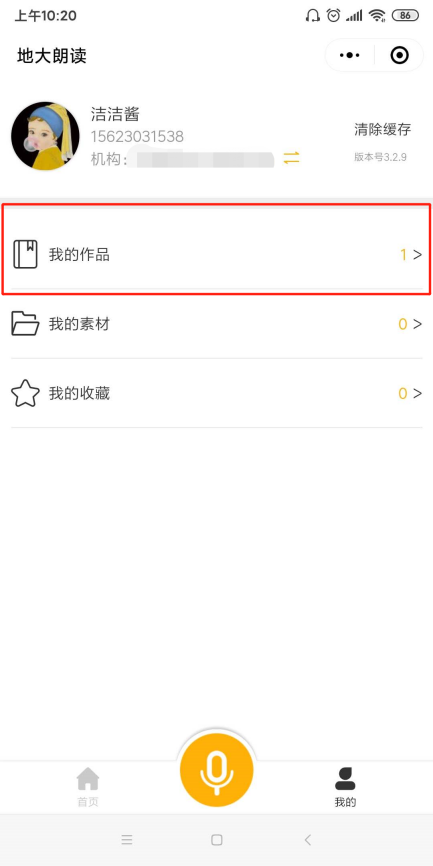 上午10:20
86
地大朗读
洁洁酱
15623031538
清除缓存
机构:
版本号3.2.9
我的作品 1 >
我的素材 0 >
我的收藏 0 >
首页
我的